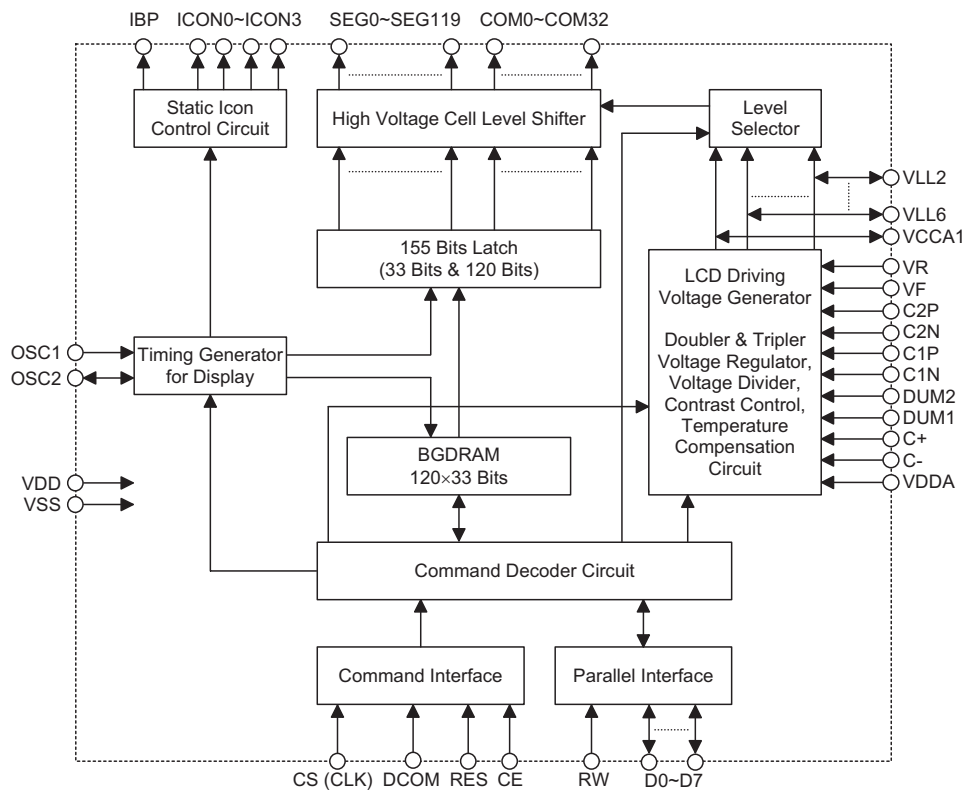 IBP
ICON0~ICON3
SEG0~SEG119
COM0~COM32
Static Icon
Control Circuit
High Voltage Cell Level Shifter
Level
Selector
VLL2
VLL6
VCCA1
155 Bits Latch
(33 Bits & 120 Bits)
LCD Driving
Voltage Generator
Doubler & Tripler
Voltage Regulator,
Voltage Divider,
Contrast Control,
Temperature
Compensation
Circuit
VR
VF
C2P
C2N
C1P
C1N
DUM2
DUM1
C+
C-
VDDA
OSC1
OSC2
Timing Generator
for Display
BGDRAM
120×33 Bits
VDD
VSS
Command Decoder Circuit
Command Interface
Parallel Interface
CS (CLK)
DCOM
RES
CE
RW
D0~D7